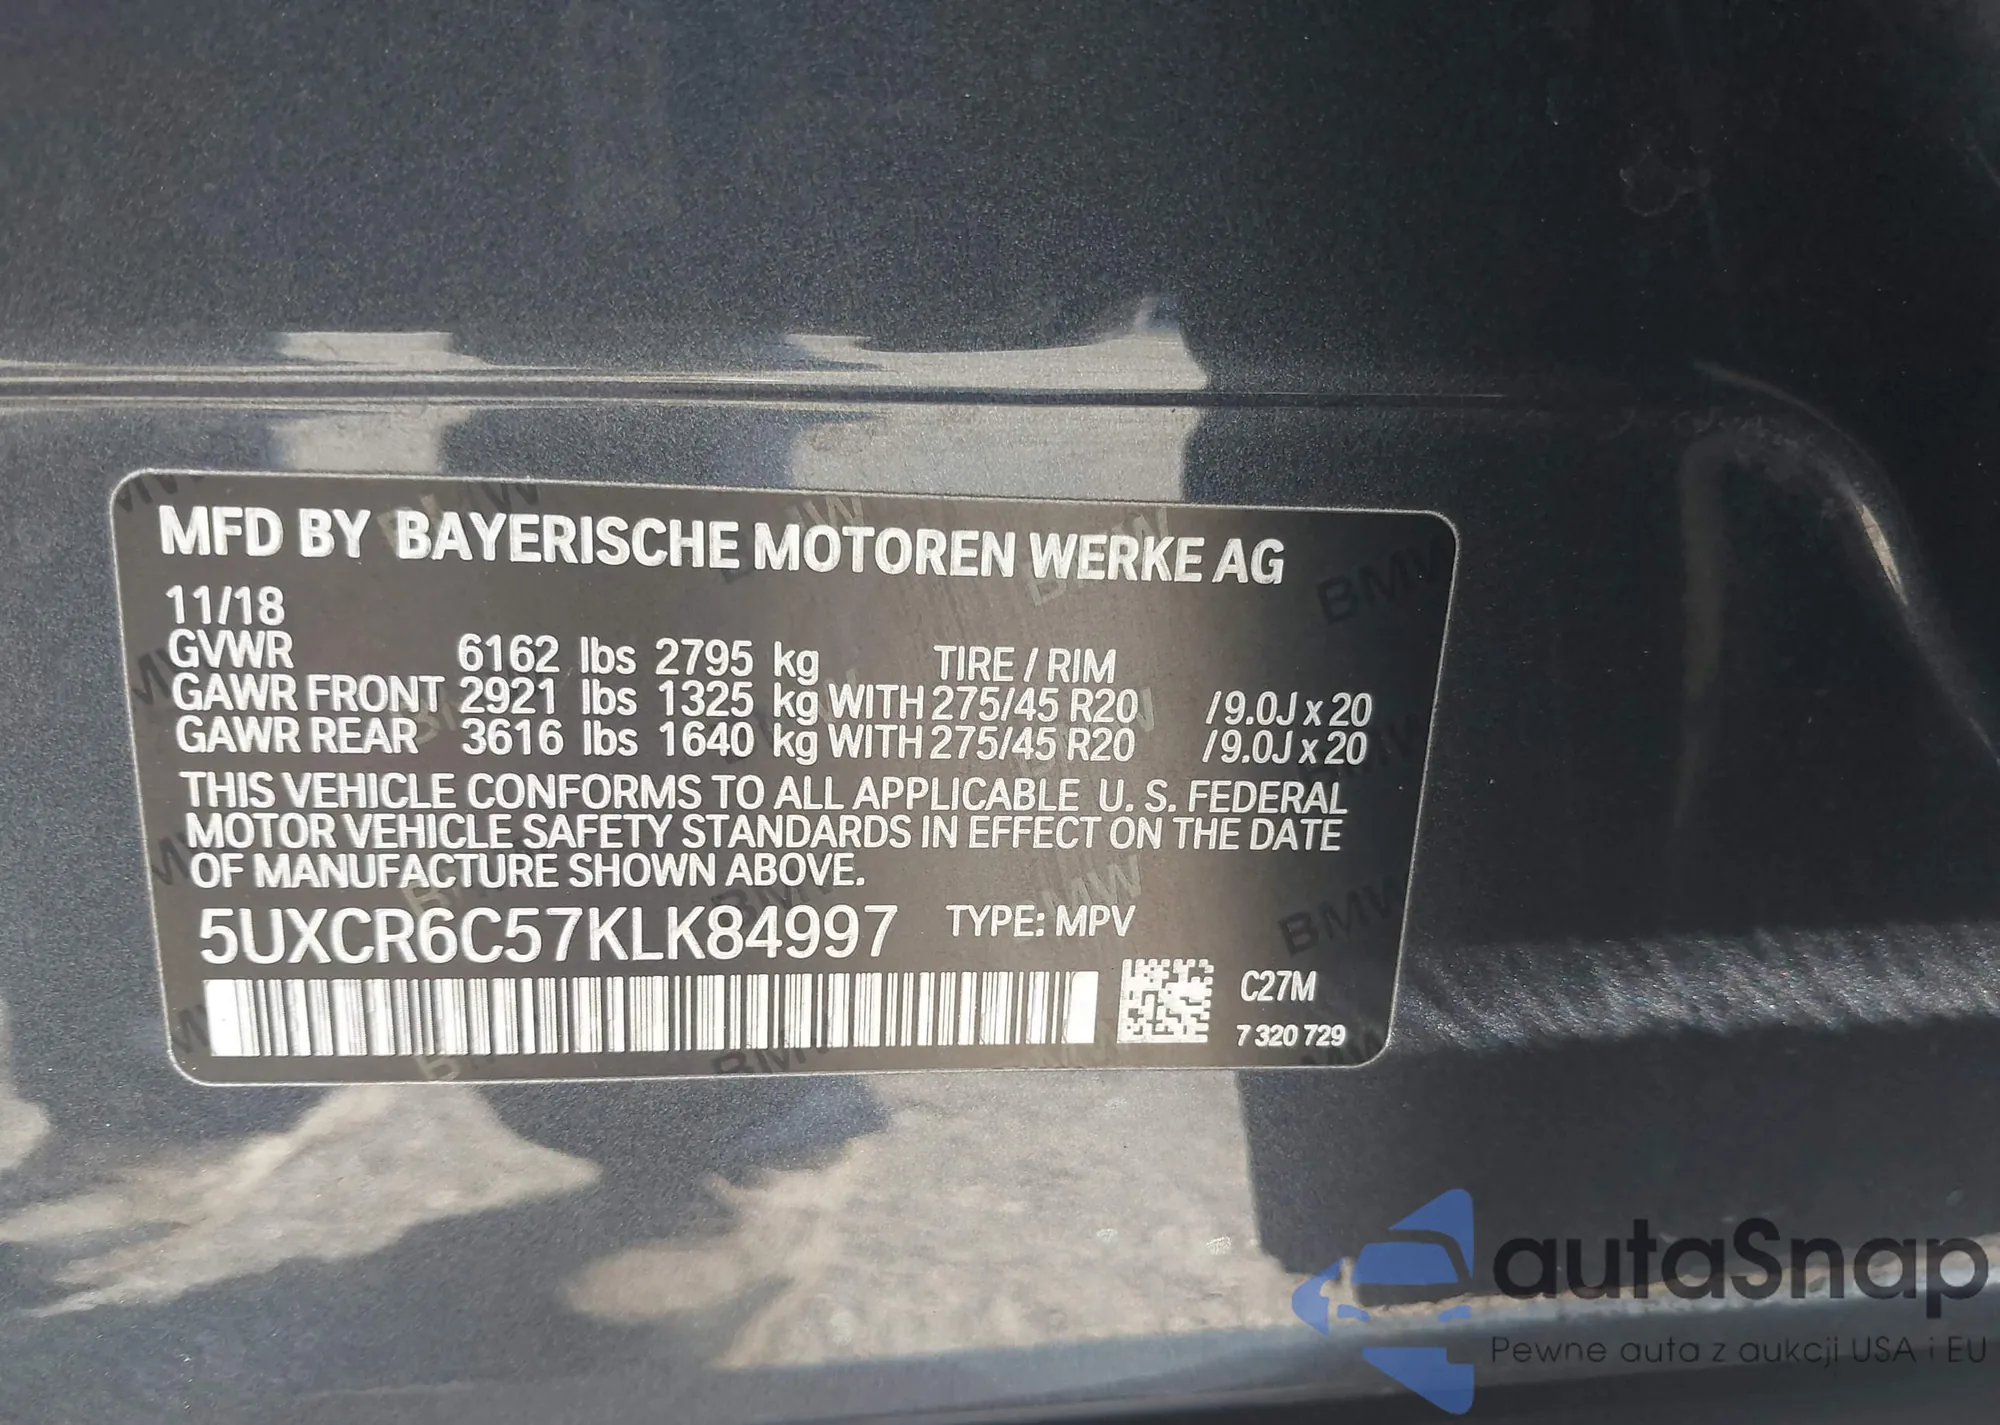 MFD BY BAYERISCHE MOTOREN WERKE AG
11/18
GVWR 6162 lbs 2795 kg TIRE / RIM
GAWR FRONT 2921 lbs 1325 kg WITH 275/45 R20 /9.0J x 20
GAWR REAR 3616 lbs 1640 kg WITH 275/45 R20 /9.0J x 20
THIS VEHICLE CONFORMS TO ALL APPLICABLE U. S. FEDERAL
MOTOR VEHICLE SAFETY STANDARDS IN EFFECT ON THE DATE
OF MANUFACTURE SHOWN ABOVE.
5UXCR6C57KLK84997 TYPE: MPV
C27M
7 320 729
autaSnap
Pewne auta z aukcji USA i EU